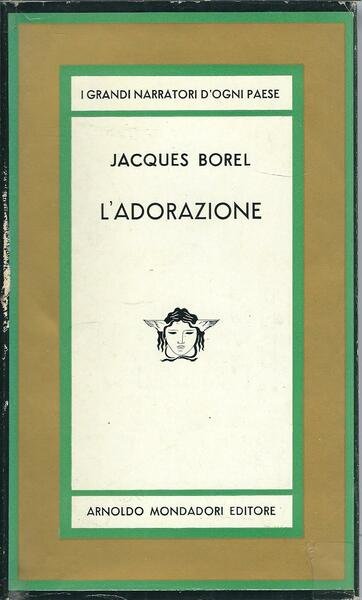 I GRANDI NARRATORI D'OGNI PAESE
JACQUES BOREL
L'ADORAZIONE
ARNOLDO MONDADORI EDITORE